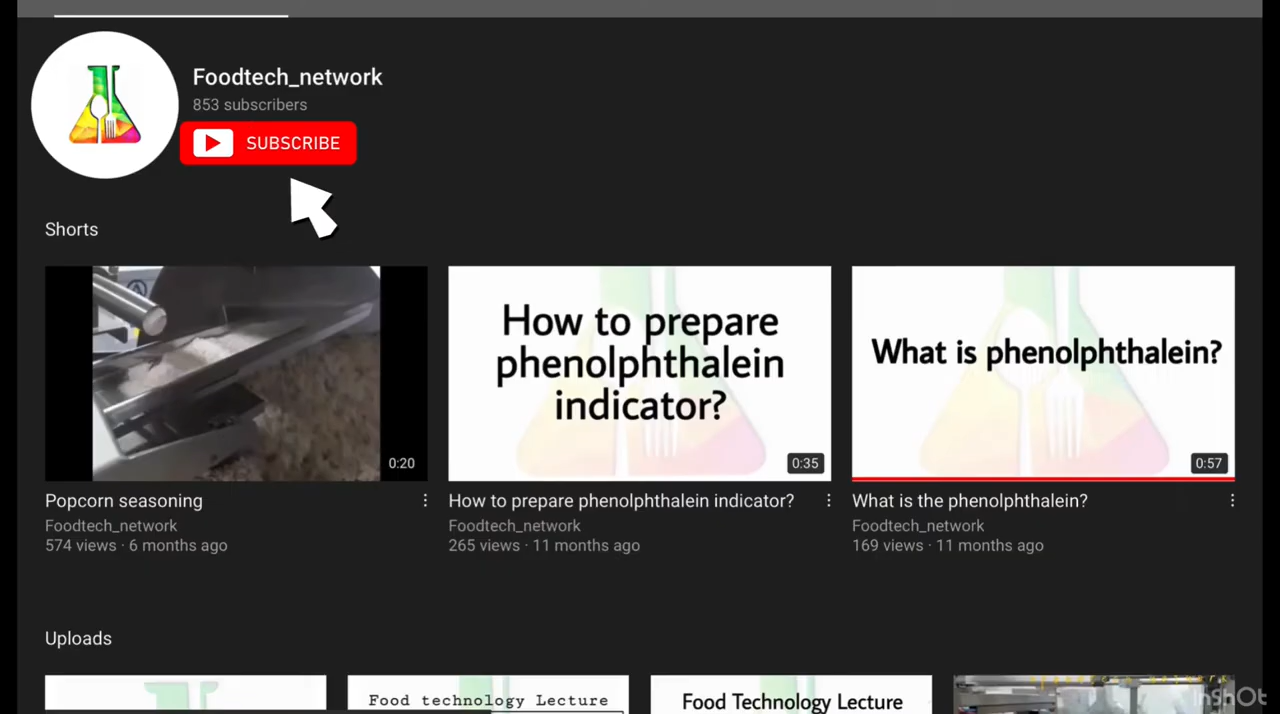 Foodtech_network
853 subscribers
SUBSCRIBE
Shorts
How to prepare
phenolphthalein
indicator?
What is phenolphthalein?
0:20
0:35
0:57
Popcorn seasoning
Foodtech_network
574 views · 6 months ago
How to prepare phenolphthalein indicator?
Foodtech_network
265 views · 11 months ago
What is the phenolphthalein?
Foodtech_network
169 views · 11 months ago
Uploads
Food technology Lecture
Food Technology Lecture
InShOt